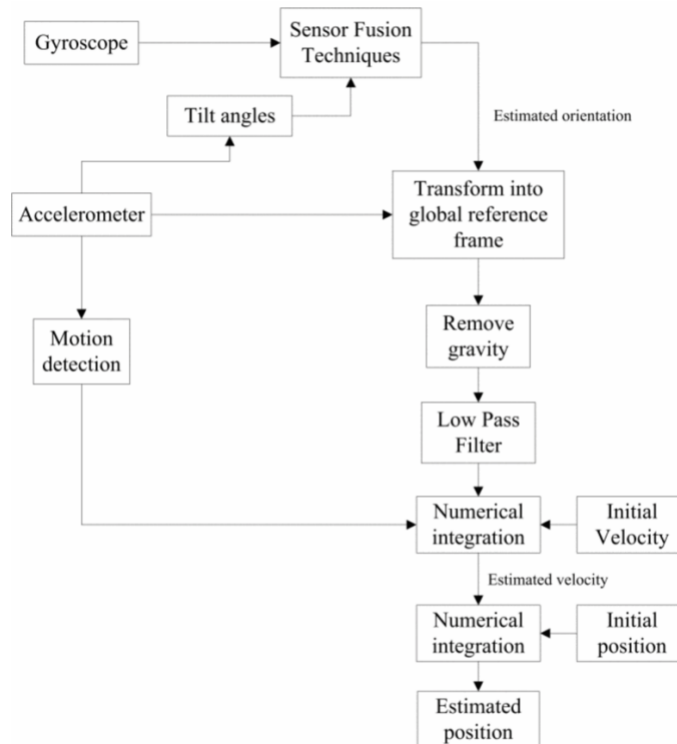 Sensor Fusion
Techniques
Gyroscope
Tilt angles
Estimated orientation
Accelerometer
Transform into
global reference
frame
Motion
detection
Remove
gravity
Low Pass
Filter
Numerical
integration
Initial
Velocity
Estimated velocity
Numerical
integration
Initial
position
Estimated
position